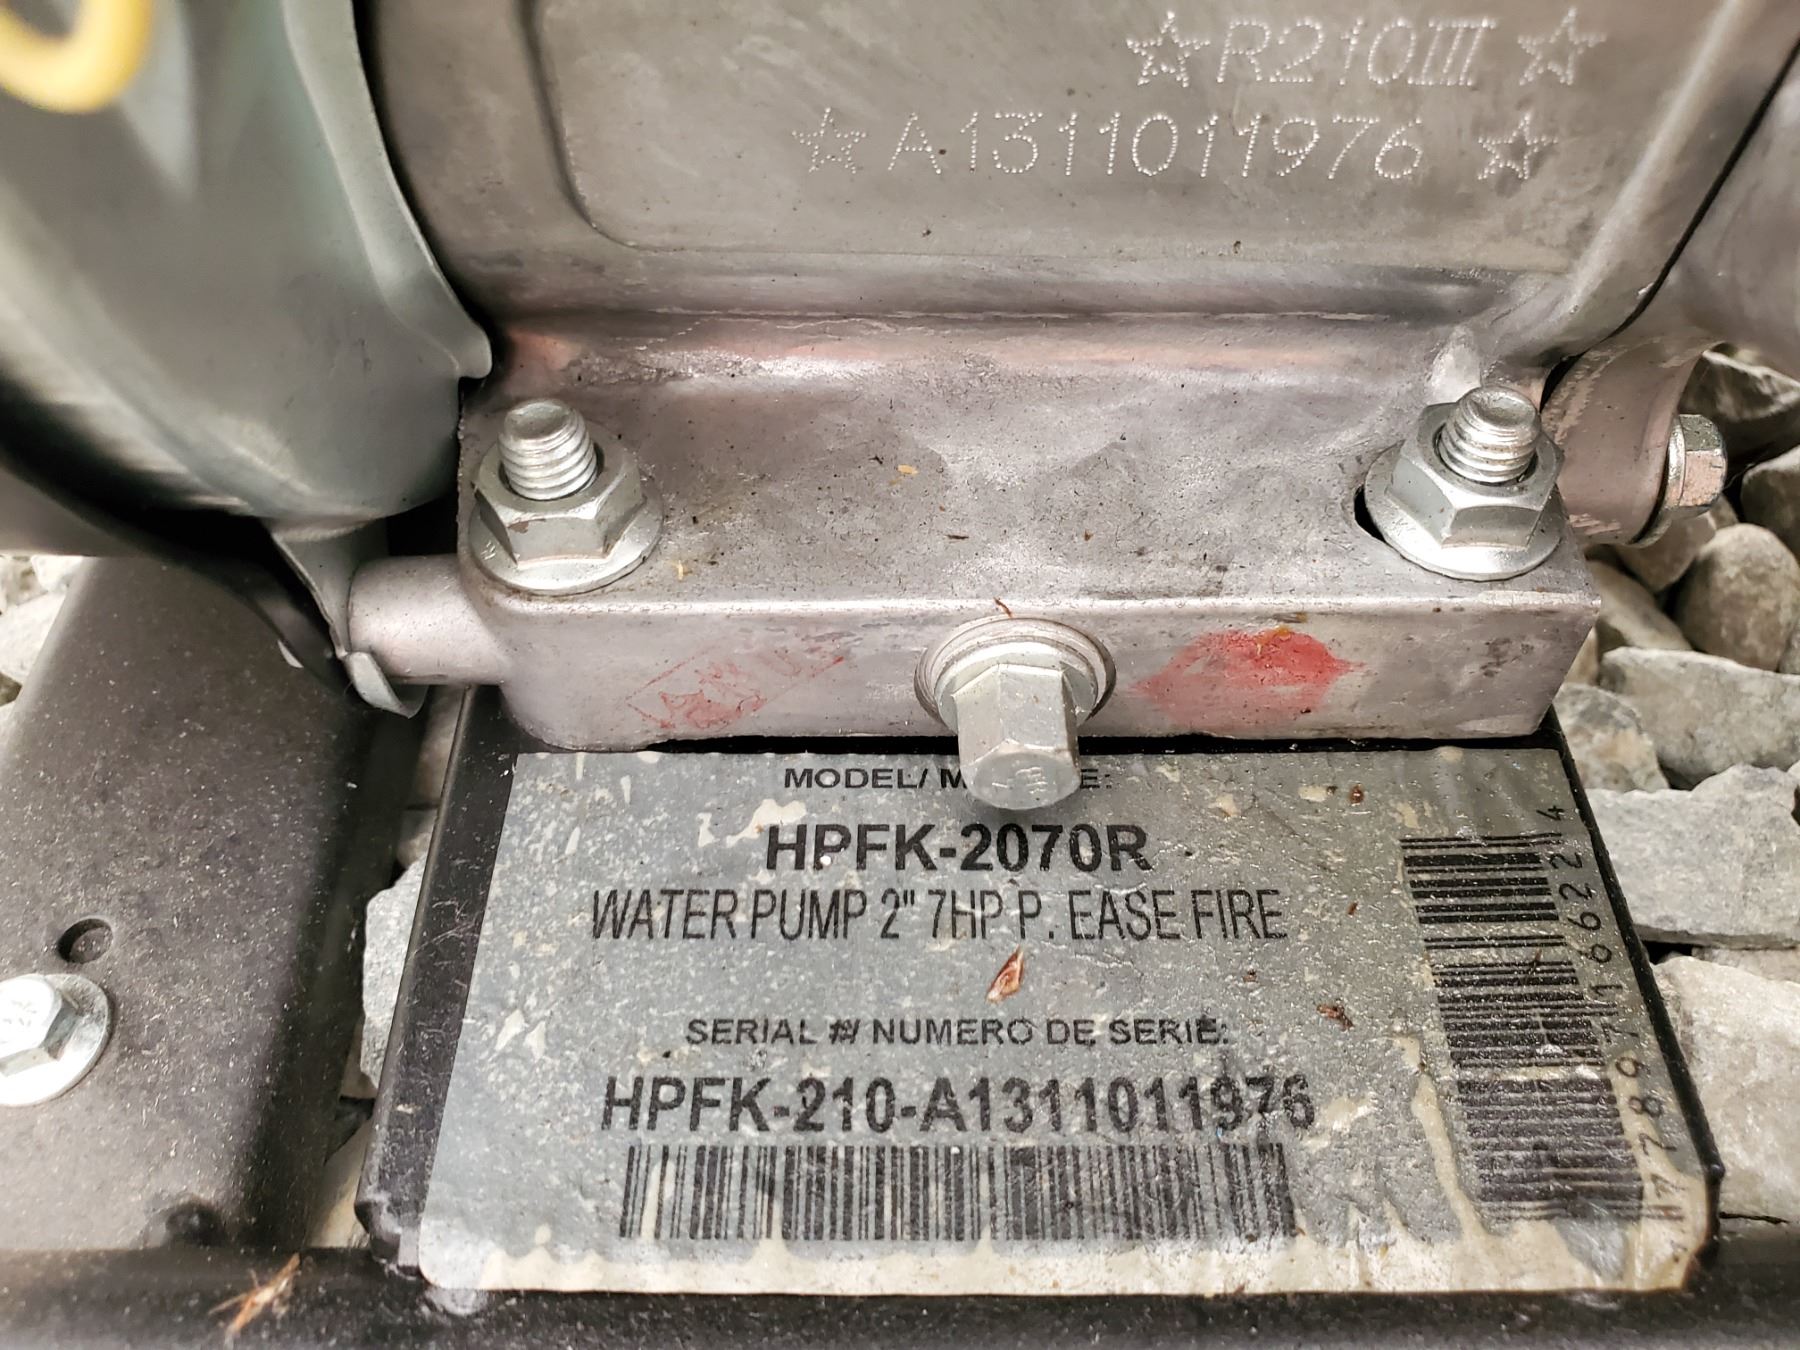 ☆R210III☆
☆A1311011976☆
MODEL/
HPFK-2070R
WATER PUMP 2" 7HP P. EASE FIRE
SERIAL #/ NUMERO DE SERIE:
HPFK-210-A1311011976